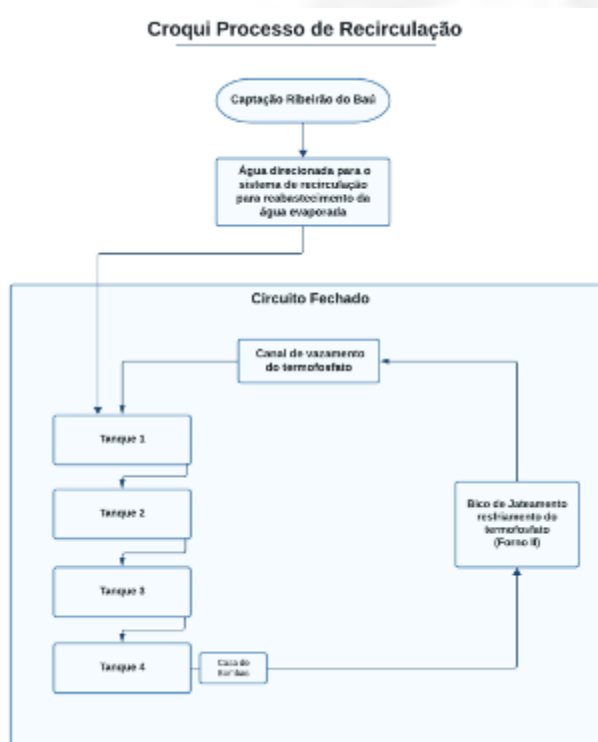 Croqui Processo de Recirculação
Captação Ribeirão do Baú
Água direcionada para o
sistema de recirculação
para reabastecimento da
água evaporada
Circuito Fechado
Canal de vazamento
do termofosfato
Tanque 1
Tanque 2
Bico de Jateamento
resfriamento do
termofosfato
(Forno II)
Tanque 3
Tanque 4
Casa de
Bombas